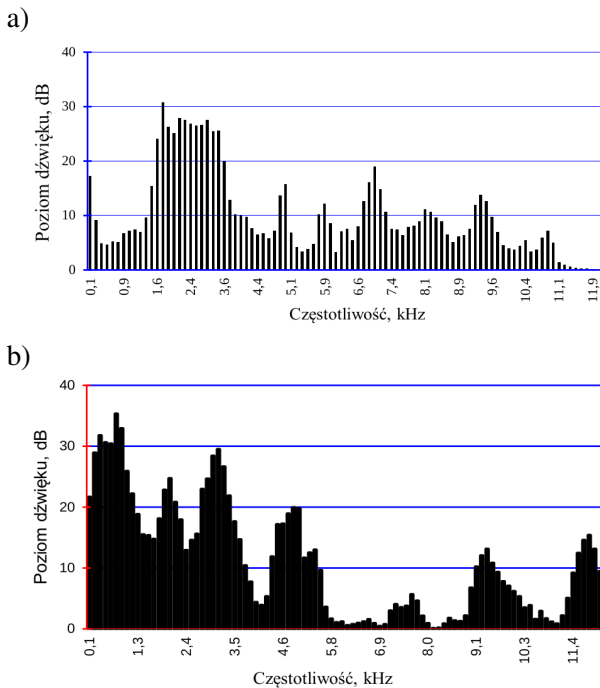 a)
40
30
20
10
0
Poziom dźwięku, dB
0,1 0,9 1,6 2,4 3,6 4,4 5,1 5,9 6,6 7,4 8,1 8,9 9,6 10,4 11,1 11,9
Częstotliwość, kHz
b)
40
30
20
10
0
Poziom dźwięku, dB
0,1 1,3 2,4 3,5 4,6 5,8 6,9 8,0 9,1 10,3 11,4
Częstotliwość, kHz